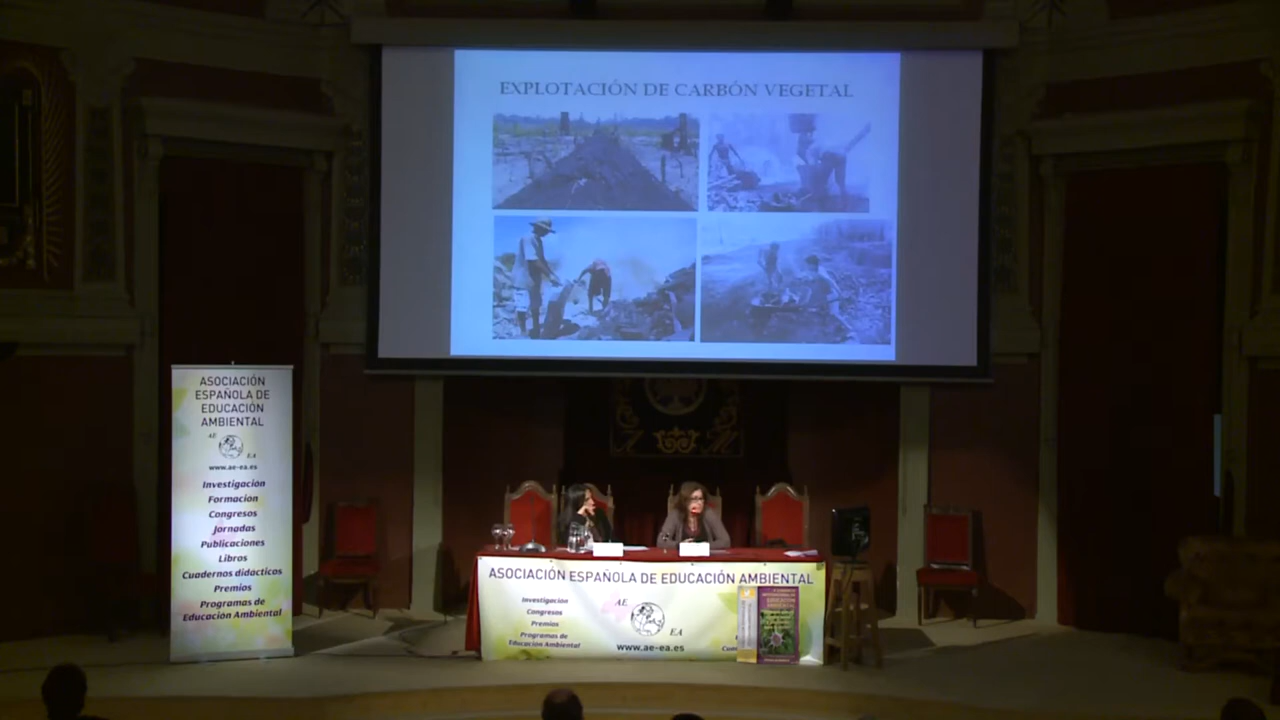 EXPLOTACIÓN DE CARBÓN VEGETAL
ASOCIACIÓN
ESPAÑOLA DE
EDUCACIÓN
AMBIENTAL
AE
EA
www.ae-ea.es
Investigación
Formación
Congresos
Jornadas
Publicaciones
Libros
Cuadernos didácticos
Premios
Programas de
Educación Ambiental
ASOCIACIÓN ESPAÑOLA DE EDUCACIÓN AMBIENTAL
Investigación
Congresos
Premios
Programas de
Educación Ambiental
AE
EA
www.ae-ea.es
EDUCACIÓN
AMBIENTAL